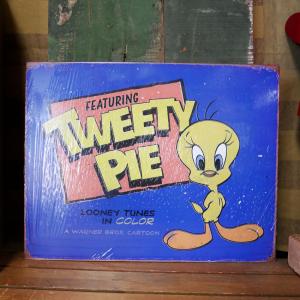 FEATURING
TWEETY
PIE
LOONEY TUNES
IN COLOR
A WARNER BROS. CARTOON